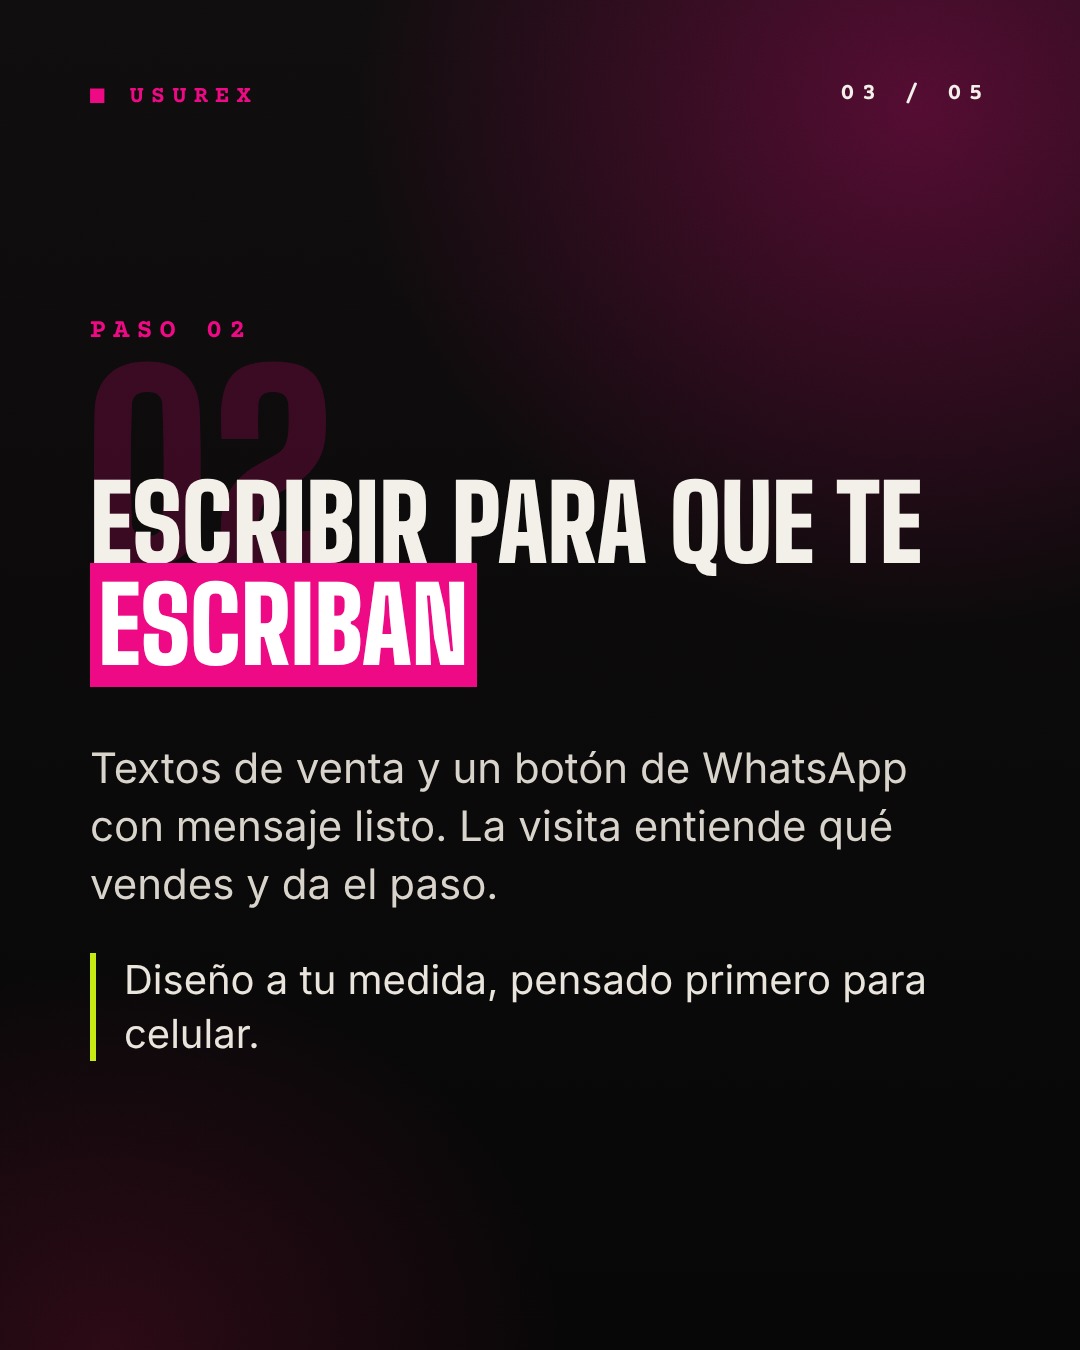 USUREX
03 / 05
PASO 02
02
ESCRIBIR PARA QUE TE
ESCRIBAN
Textos de venta y un botón de WhatsApp
con mensaje listo. La visita entiende qué
vendes y da el paso.
Diseño a tu medida, pensado primero para
celular.